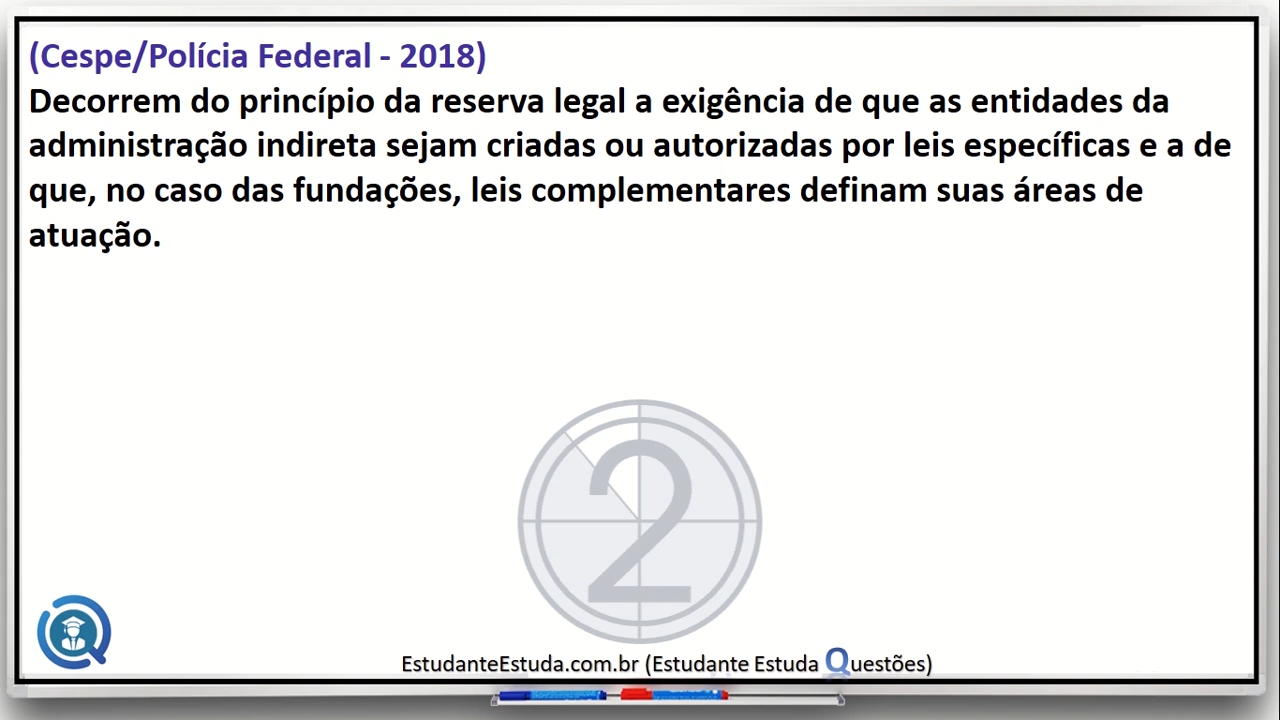 (Cespe/Polícia Federal - 2018)
Decorrem do princípio da reserva legal a exigência de que as entidades da
administração indireta sejam criadas ou autorizadas por leis específicas e a de
que, no caso das fundações, leis complementares definam suas áreas de
atuação.
2
EstudanteEstuda.com.br (Estudante Estuda Questões)